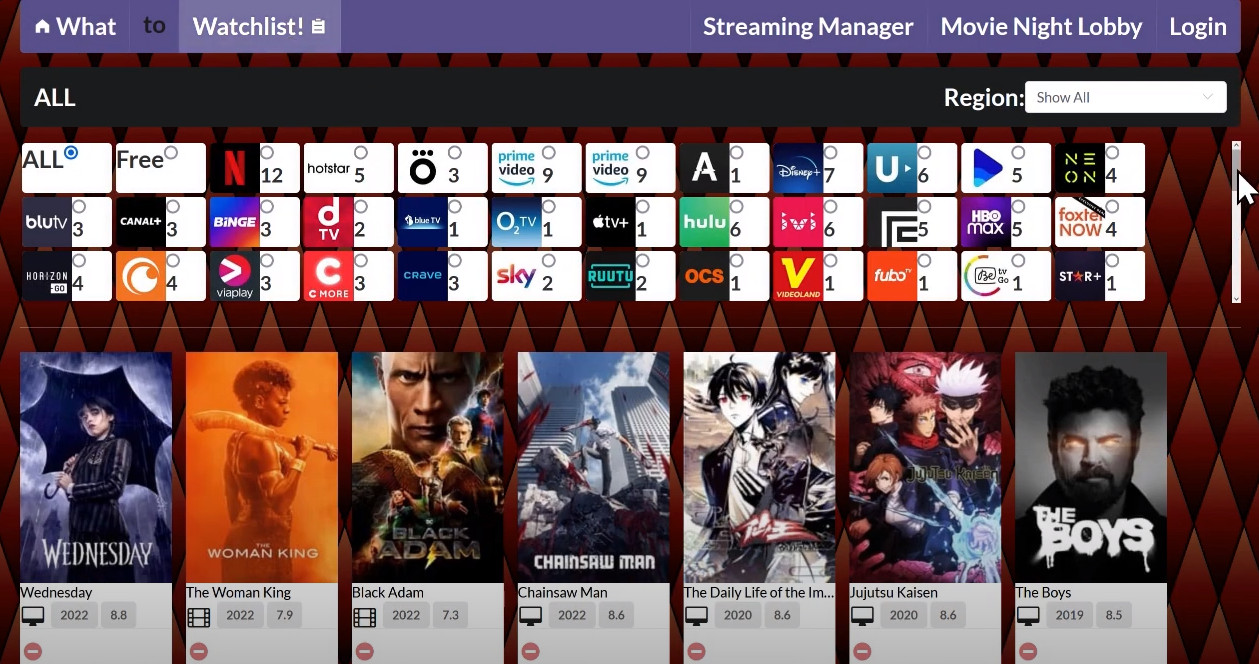 What to Watchlist! Streaming Manager Movie Night Lobby Login
ALL Region: Show All
ALL Free N 12 hotstar 5 3 prime video 9 prime video 9 A 1 Disney+ 7 U 6 5 NEON 4
blutv 3 CANAL+ 3 BiNGE 3 d TV 2 blue TV 1 O2 TV 1 tv+ 1 hulu 6 6 5 HBO max 5 foxtel NOW 4
HORIZON GO 4 4 viaplay 3 C MORE 3 CRAVE 3 sky 2 RUUTU 2 OCS 1 V VIDEOLAND 1 fubo TV 1 Be tv Go 1 ST★R+ 1
WEDNESDAY
THE WOMAN KING
BLACK ADAM
CHAINSAW MAN
JUJUTSU KAISEN
THE BOYS
Wednesday The Woman King Black Adam Chainsaw Man The Daily Life of the Im... Jujutsu Kaisen The Boys
2022 8.8 2022 7.9 2022 7.3 2022 8.6 2020 8.6 2020 8.6 2019 8.5